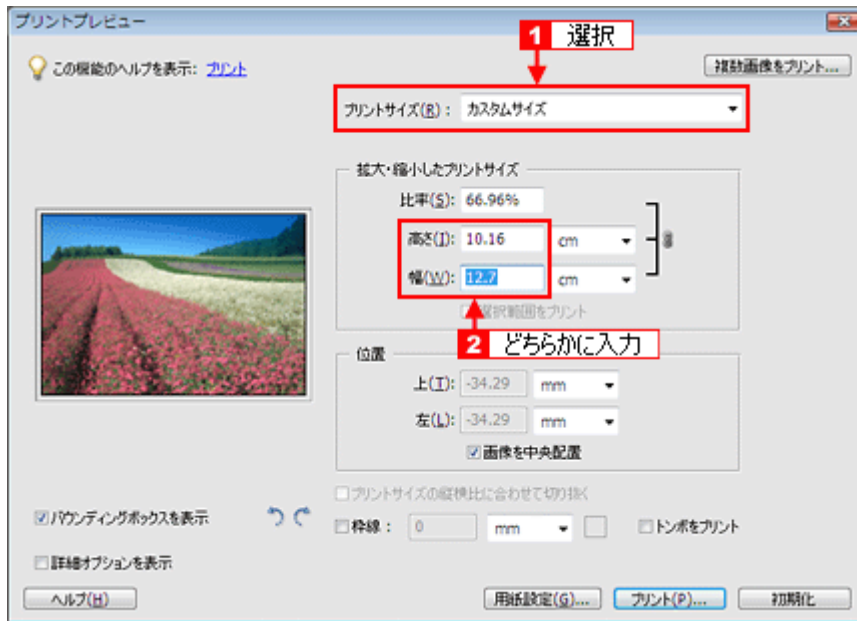 プリントプレビュー
1 選択
この機能のヘルプを表示: プリント
複数画像をプリント...
プリントサイズ(R): カスタムサイズ
拡大・縮小したプリントサイズ
比率(S): 66.96%
高さ(I): 10.16 cm
幅(W): 12.7 cm
選択範囲をプリント
2 どちらかに入力
位置
上(T): -34.29 mm
左(L): -34.29 mm
画像を中央配置
プリントサイズの縦横比に合わせて切り抜く
バウンディングボックスを表示
枠線: 0 mm
トンボをプリント
詳細オプションを表示
ヘルプ(H)
用紙設定(G)...
プリント(P)...
初期化